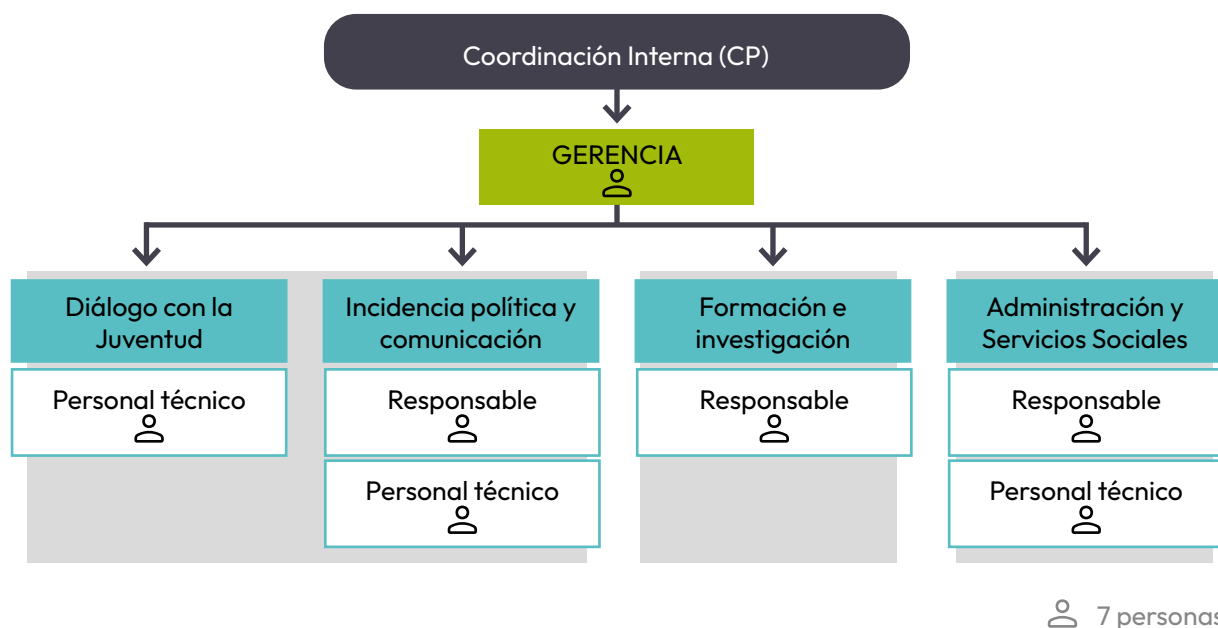 Coordinación Interna (CP)
GERENCIA
Diálogo con la
Juventud
Personal técnico
Incidencia política y
comunicación
Responsable
Personal técnico
Formación e
investigación
Responsable
Administración y
Servicios Sociales
Responsable
Personal técnico
7 personas